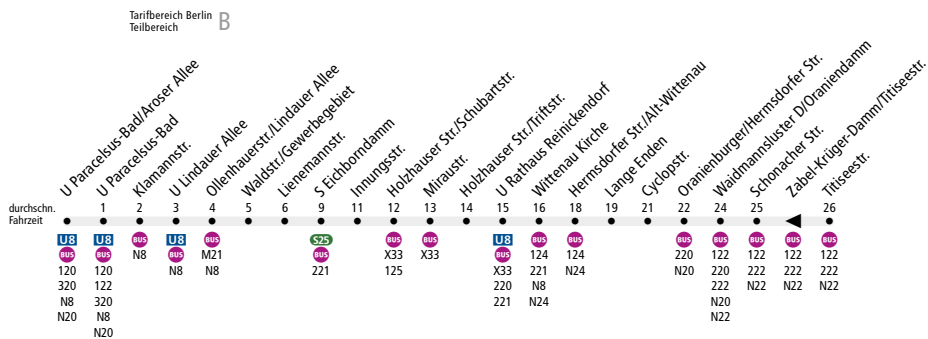 Tarifbereich Berlin
Teilbereich
B
U Paracelsus-Bad/Aroser Allee
U Paracelsus-Bad
Klamannstr.
U Lindauer Allee
Ollenhauerstr./Lindauer Allee
Waldstr./Gewerbegebiet
Lienemannstr.
S Eichborndamm
Innungsstr.
Holzhauser Str./Schubartstr.
Miraustr.
Holzhauser Str./Triftstr.
U Rathaus Reinickendorf
Wittenau Kirche
Hermsdorfer Str./Alt-Wittenau
Lange Enden
Cyclopstr.
Oranienburger/Hermsdorfer Str.
Waidmannsluster D/Oraniendamm
Schonacher Str.
Zabel-Krüger-Damm/Titiseestr.
Titiseestr.
durchschn. 1 2 3 4 5 6 9 11 12 13 14 15 16 18 19 21 22 24 25 26
Fahrzeit
U8 U8 BUS U8 BUS S25 BUS BUS U8 BUS BUS BUS BUS BUS BUS BUS
BUS BUS N8 BUS M21 BUS X33 X33 BUS 124 124 220 122 122 122 122
120 120 N8 N8 221 125 X33 221 N24 N20 220 222 222 222
320 122 220 N8 222 N22 N22 N22
N8 320 221 N24 N20
N20 N8 N22
N20